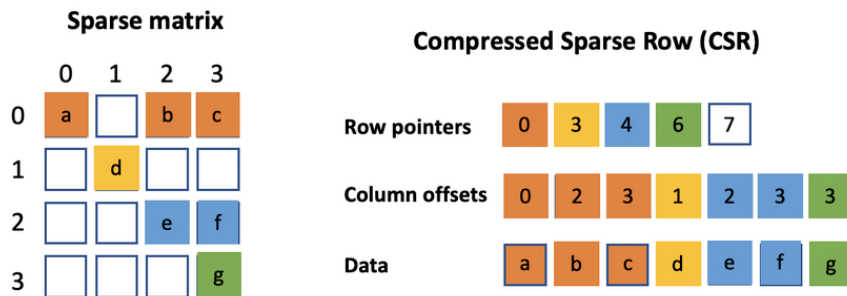 Sparse matrix
0 1 2 3
0 a b c
1 d
2 e f
3 g
Compressed Sparse Row (CSR)
Row pointers 0 3 4 6 7
Column offsets 0 2 3 1 2 3 3
Data a b c d e f g